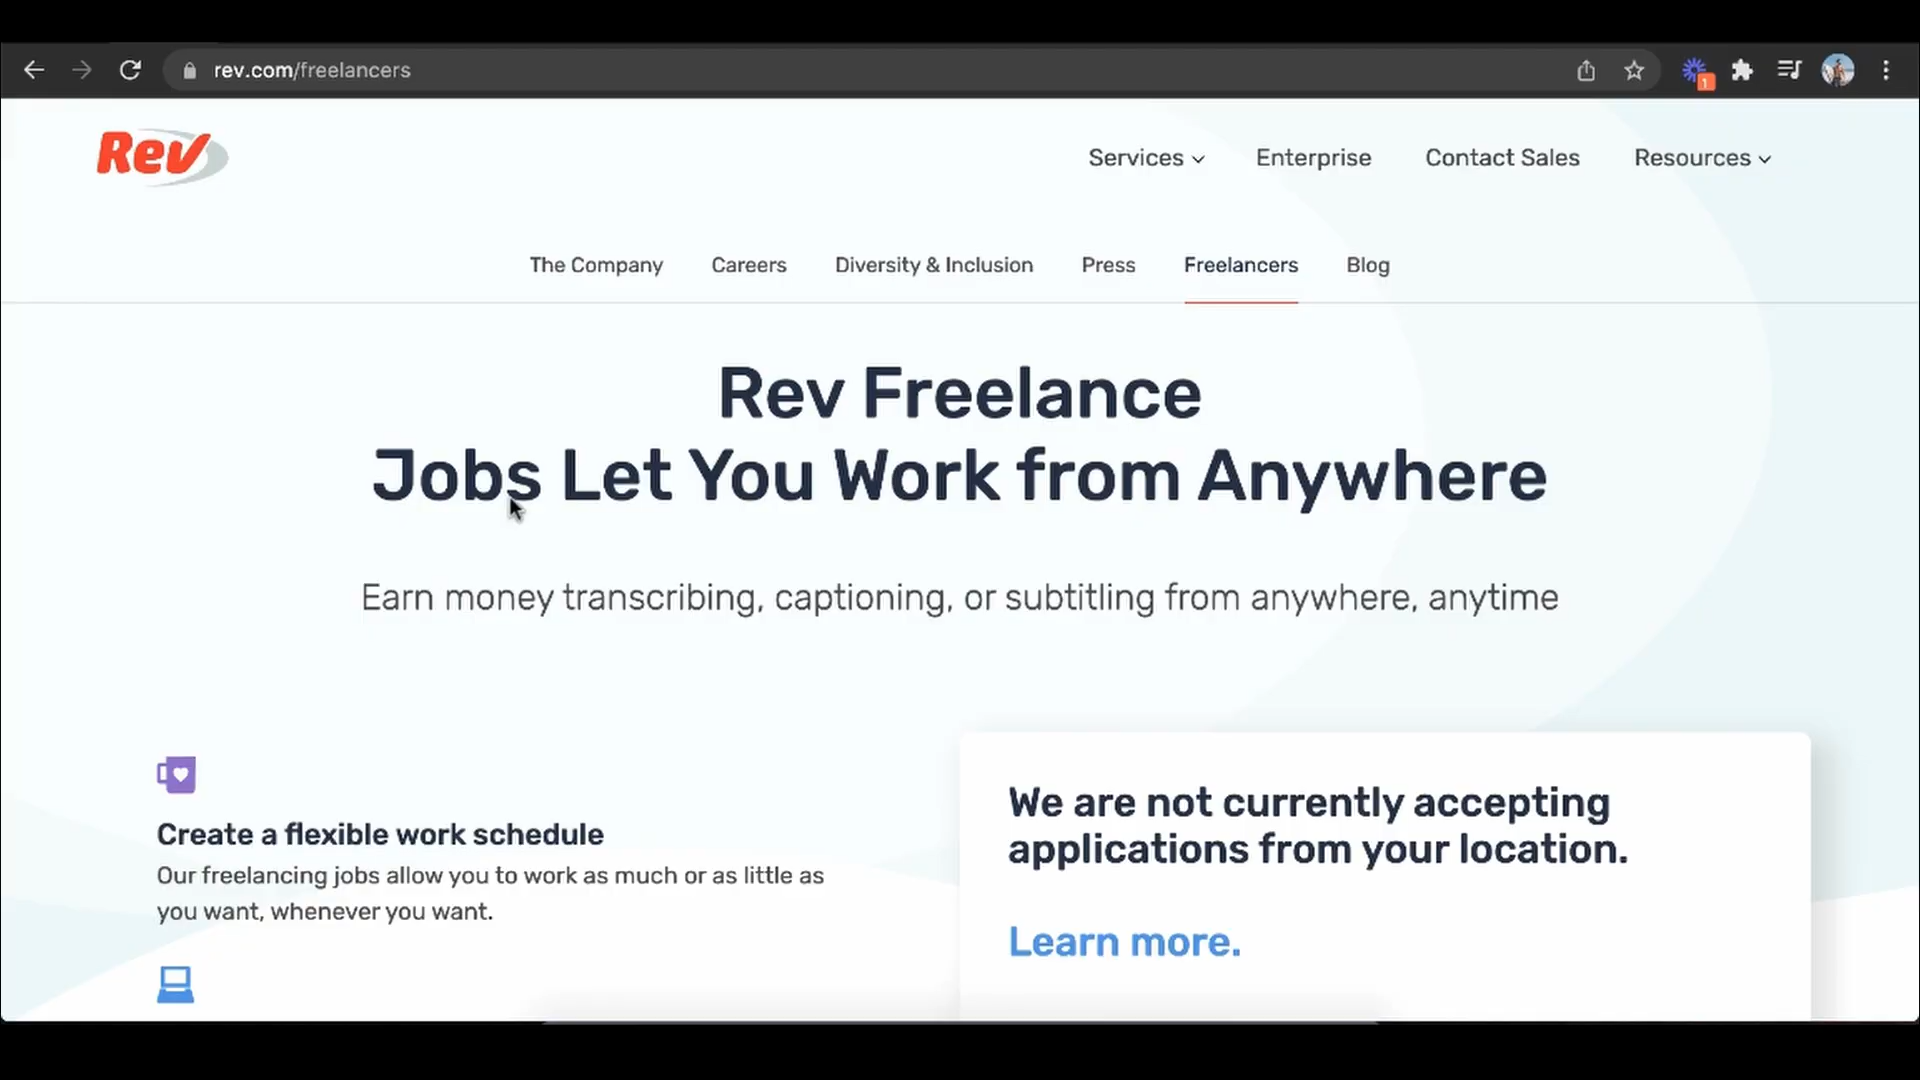 rev.com/freelancers
1
Rev
Services
Enterprise
Contact Sales
Resources
The Company
Careers
Diversity & Inclusion
Press
Freelancers
Blog
Rev Freelance
Jobs Let You Work from Anywhere
Earn money transcribing, captioning, or subtitling from anywhere, anytime
Create a flexible work schedule
Our freelancing jobs allow you to work as much or as little as
you want, whenever you want.
We are not currently accepting
applications from your location.
Learn more.